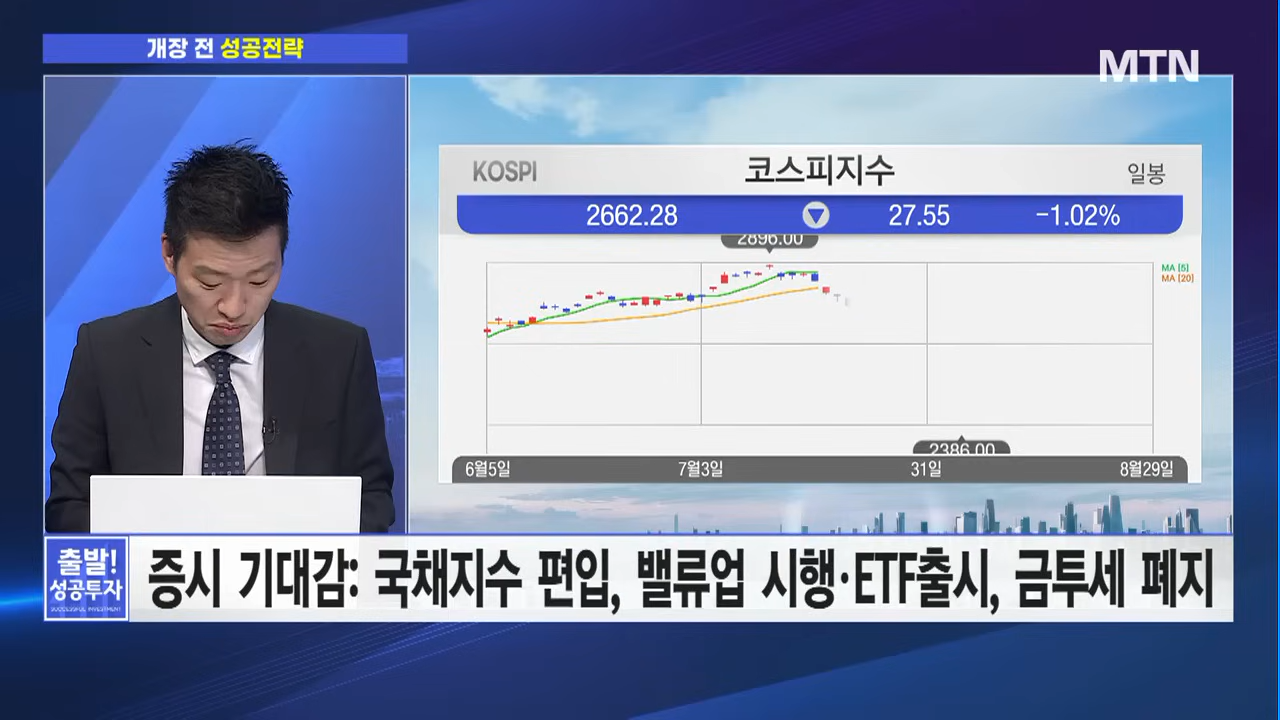 개장 전 성공전략
MTN
KOSPI
코스피지수
일봉
2662.28 ▼ 27.55 -1.02%
2896.00
MA [5]
MA [20]
2386.00
6월5일 7월3일 31일 8월29일
출발!
성공투자
SUCCESSFUL INVESTMENT
증시 기대감: 국채지수 편입, 밸류업 시행·ETF출시, 금투세 폐지